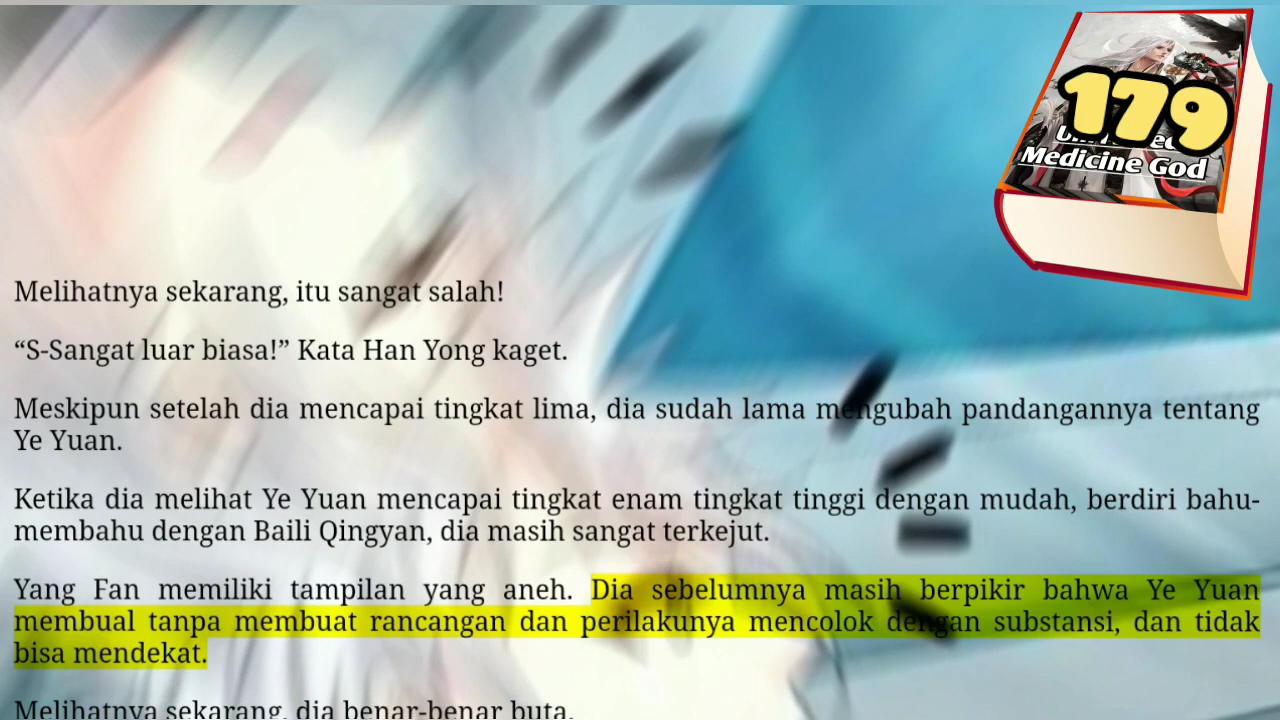 179
Medicine God
Melihatnya sekarang, itu sangat salah!
“S-Sangat luar biasa!” Kata Han Yong kaget.
Meskipun setelah dia mencapai tingkat lima, dia sudah lama mengubah pandangannya tentang
Ye Yuan.
Ketika dia melihat Ye Yuan mencapai tingkat enam tingkat tinggi dengan mudah, berdiri bahu-
membahu dengan Baili Qingyan, dia masih sangat terkejut.
Yang Fan memiliki tampilan yang aneh. Dia sebelumnya masih berpikir bahwa Ye Yuan
membual tanpa membuat rancangan dan perilakunya mencolok dengan substansi, dan tidak
bisa mendekat.
Melihatnya sekarang, dia benar-benar buta.